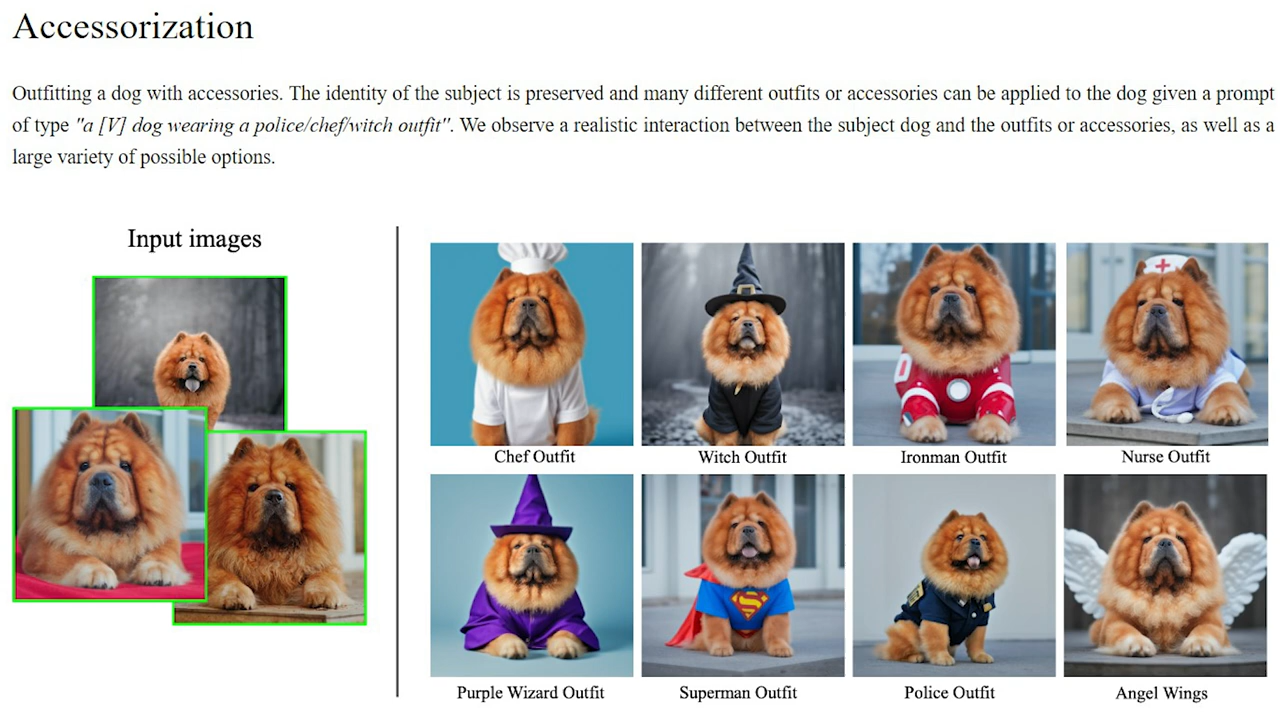 Accessorization
Outfitting a dog with accessories. The identity of the subject is preserved and many different outfits or accessories can be applied to the dog given a prompt
of type "a [V] dog wearing a police/chef/witch outfit". We observe a realistic interaction between the subject dog and the outfits or accessories, as well as a
large variety of possible options.
Input images
Chef Outfit
Witch Outfit
Ironman Outfit
Nurse Outfit
Purple Wizard Outfit
Superman Outfit
Police Outfit
Angel Wings